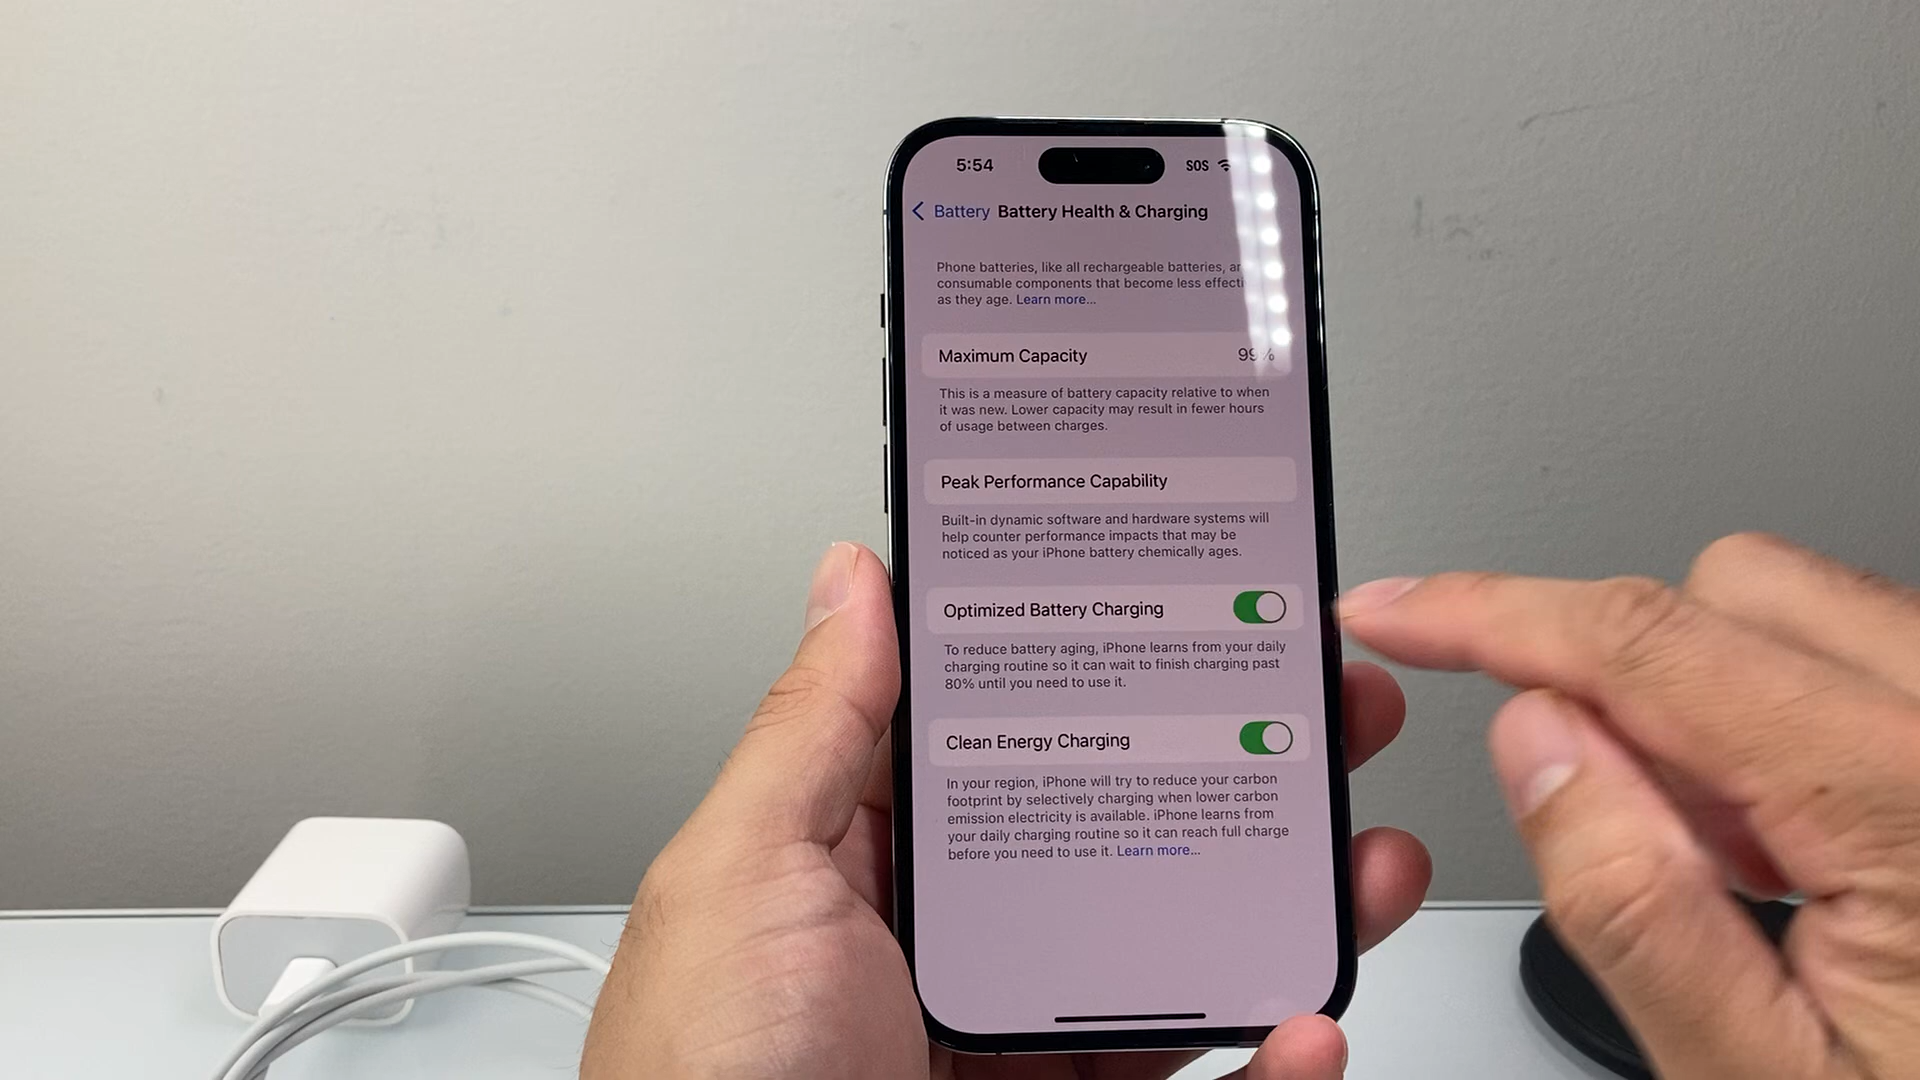 5:54 SOS
Battery Battery Health & Charging
Phone batteries, like all rechargeable batteries,
consumable components that become less
as they age. Learn more...
Maximum Capacity 99%
This is a measure of battery capacity relative to when
it was new. Lower capacity may result in fewer hours
of usage between charges.
Peak Performance Capability
Built-in dynamic software and hardware systems will
help counter performance impacts that may be
noticed as your iPhone battery chemically ages.
Optimized Battery Charging
To reduce battery aging, iPhone learns from your daily
charging routine so it can wait to finish charging past
80% until you need to use it.
Clean Energy Charging
In your region, iPhone will try to reduce your carbon
footprint by selectively charging when lower carbon
emission electricity is available. iPhone learns from
your daily charging routine so it can reach full charge
before you need to use it. Learn more...